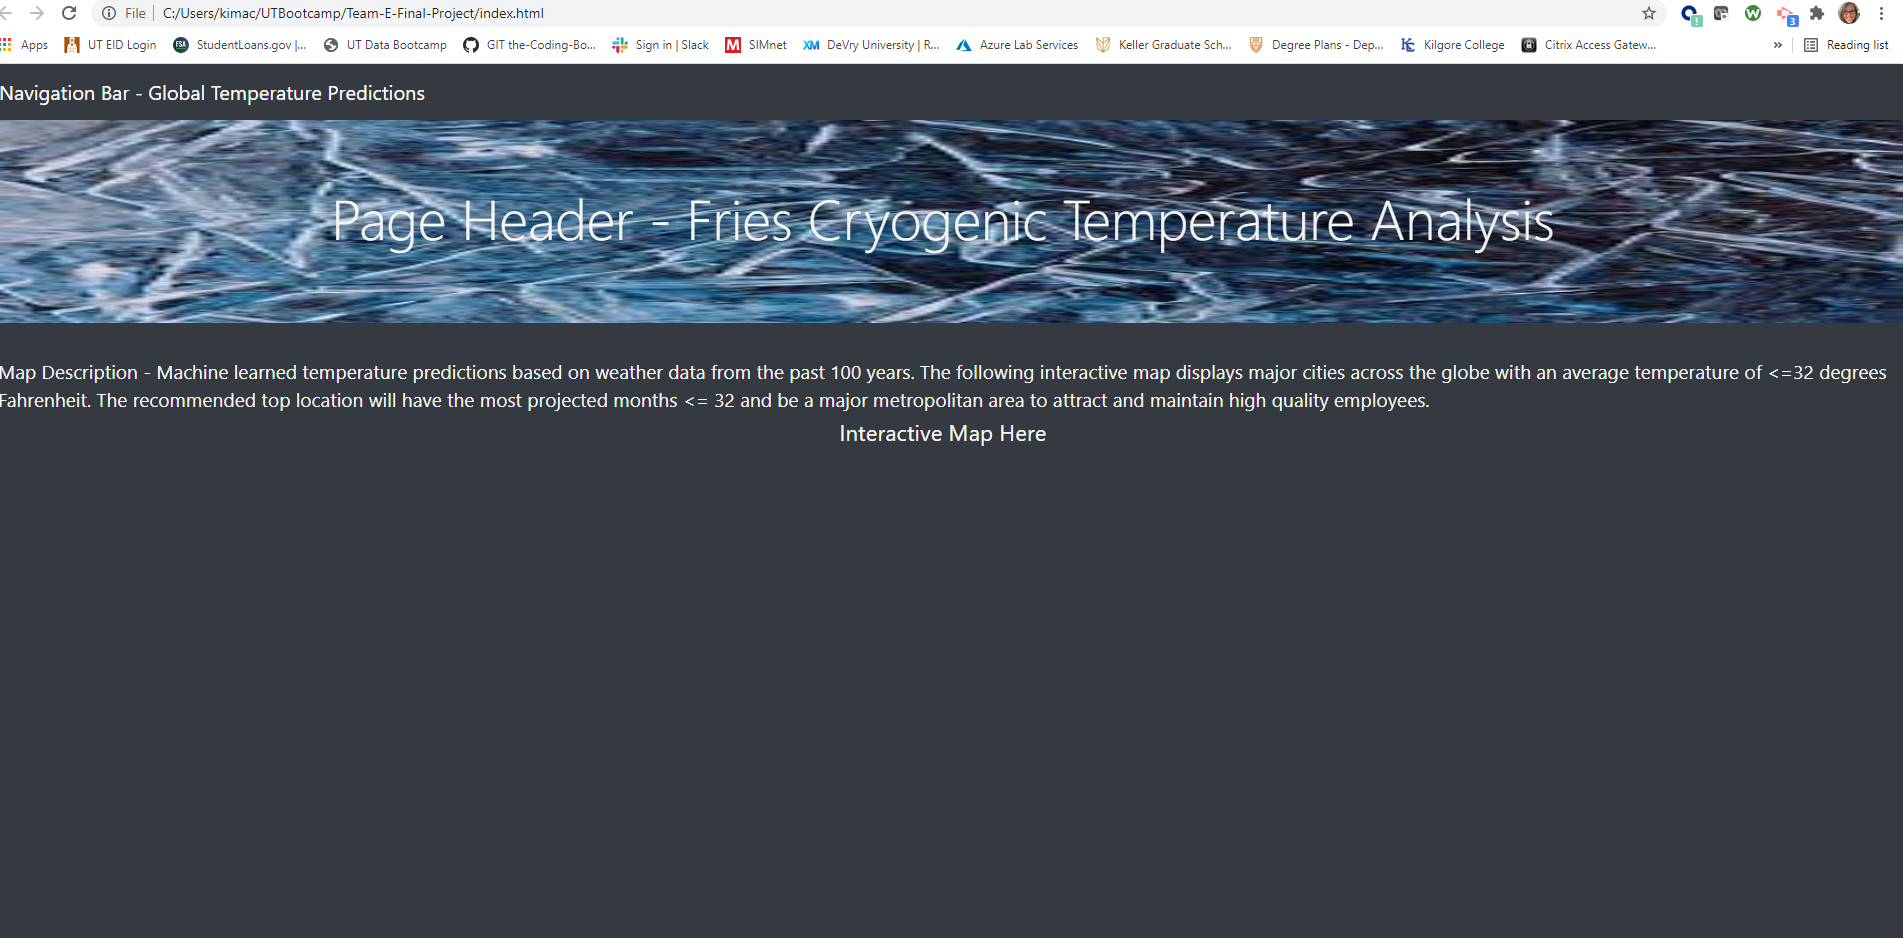 File C:/Users/kimac/UTBootcamp/Team-E-Final-Project/index.html
Apps UT EID Login StudentLoans.gov |... UT Data Bootcamp GIT the-Coding-Bo... Sign in | Slack M SIMnet XM DeVry University | R... Azure Lab Services Keller Graduate Sch... Degree Plans - Dep... KC Kilgore College Citrix Access Gatew... » Reading list
Navigation Bar - Global Temperature Predictions
Page Header - Fries Cryogenic Temperature Analysis
Map Description - Machine learned temperature predictions based on weather data from the past 100 years. The following interactive map displays major cities across the globe with an average temperature of <=32 degrees
Fahrenheit. The recommended top location will have the most projected months <= 32 and be a major metropolitan area to attract and maintain high quality employees.
Interactive Map Here